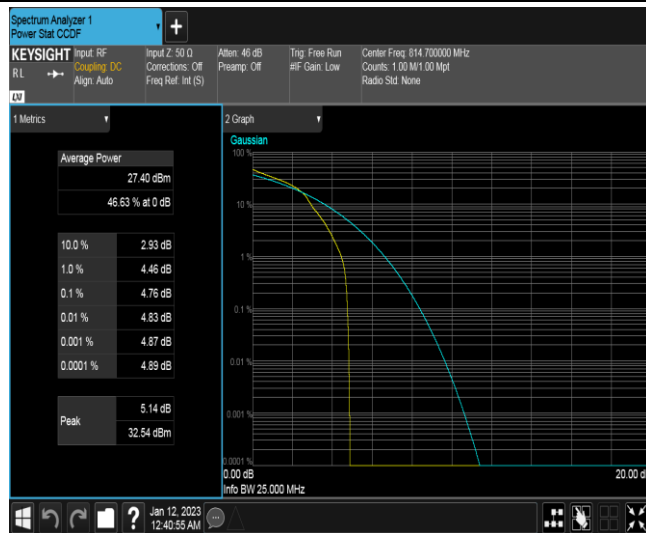 Spectrum Analyzer 1
Power Stat CCDF
+
KEYSIGHT
RL
Input: RF
Coupling: DC
Align: Auto
Input Z: 50 Ω
Corrections: Off
Freq Ref: Int (S)
Atten: 46 dB
Preamp: Off
Trig: Free Run
#IF Gain: Low
Center Freq: 814.700000 MHz
Counts: 1.00 M/1.00 Mpt
Radio Std: None
1 Metrics
Average Power
27.40 dBm
46.63 % at 0 dB
10.0 % 2.93 dB
1.0 % 4.46 dB
0.1 % 4.76 dB
0.01 % 4.83 dB
0.001 % 4.87 dB
0.0001 % 4.89 dB
Peak
5.14 dB
32.54 dBm
2 Graph
Gaussian
100 %
10 %
1 %
0.1 %
0.01 %
0.001 %
0.0001 %
0.00 dB
20.00 d
Info BW 25.000 MHz
?
Jan 12, 2023
12:40:55 AM